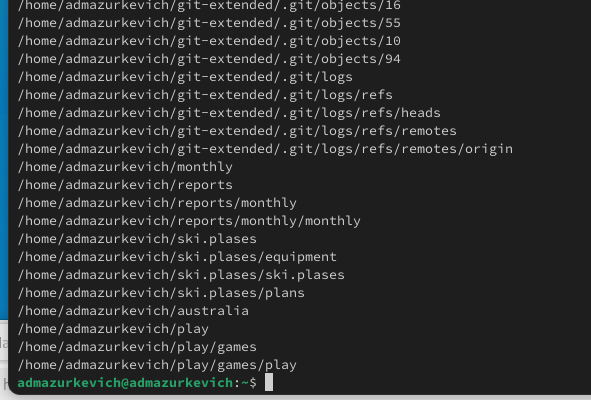 /home/admazurkevich/git-extended/.git/objects/16
/home/admazurkevich/git-extended/.git/objects/55
/home/admazurkevich/git-extended/.git/objects/10
/home/admazurkevich/git-extended/.git/objects/94
/home/admazurkevich/git-extended/.git/logs
/home/admazurkevich/git-extended/.git/logs/refs
/home/admazurkevich/git-extended/.git/logs/refs/heads
/home/admazurkevich/git-extended/.git/logs/refs/remotes
/home/admazurkevich/git-extended/.git/logs/refs/remotes/origin
/home/admazurkevich/monthly
/home/admazurkevich/reports
/home/admazurkevich/reports/monthly
/home/admazurkevich/reports/monthly/monthly
/home/admazurkevich/ski.plases
/home/admazurkevich/ski.plases/equipment
/home/admazurkevich/ski.plases/ski.plases
/home/admazurkevich/ski.plases/plans
/home/admazurkevich/australia
/home/admazurkevich/play
/home/admazurkevich/play/games
/home/admazurkevich/play/games/play
admazurkevich@admazurkevich:~$